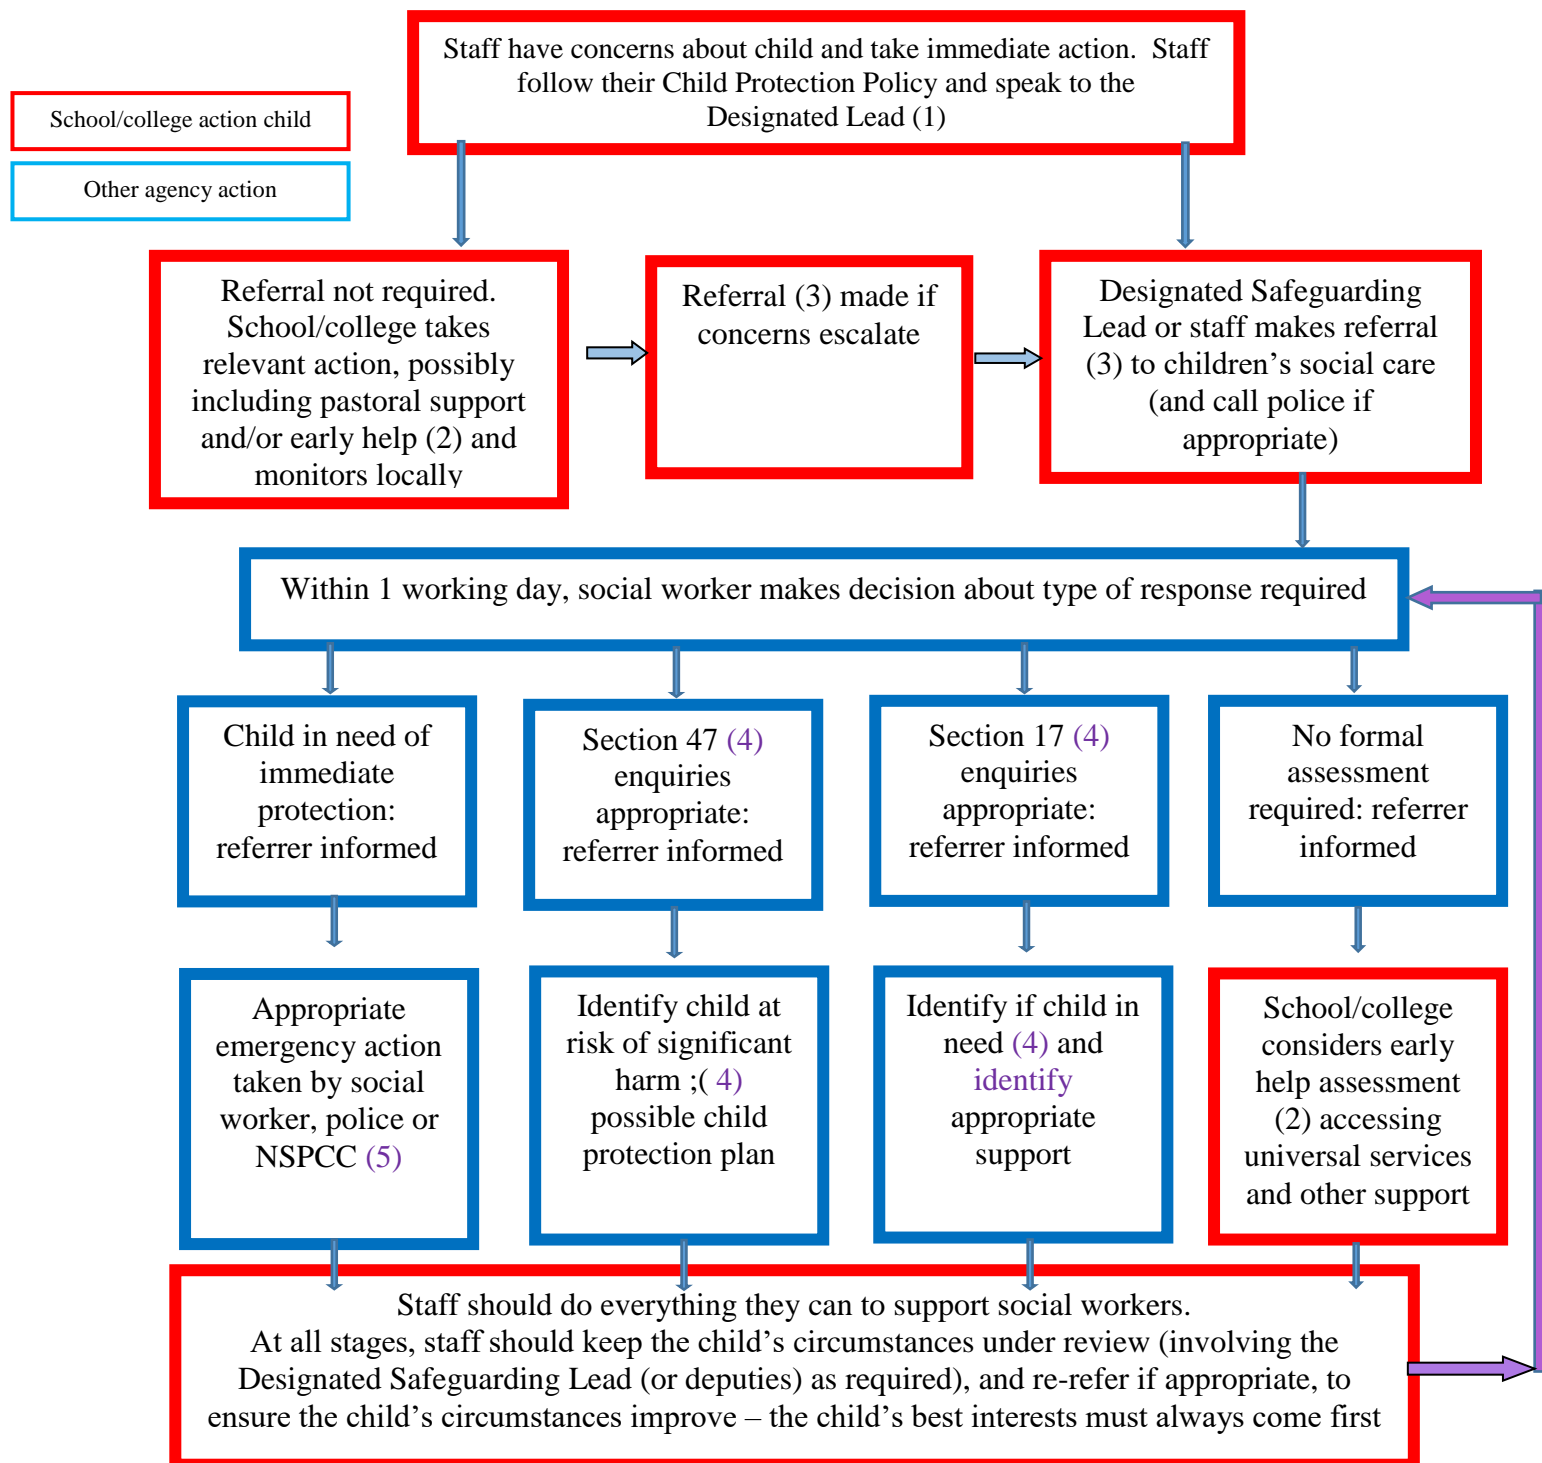 Staff have concerns about child and take immediate action.  Staff
follow their Child Protection Policy and speak to the
Designated Lead (1)
School/college action child
Other agency action
Referral not required.
School/college takes
relevant action, possibly
including pastoral support
and/or early help (2) and
monitors locally
Referral (3) made if
concerns escalate
Designated Safeguarding
Lead or staff makes referral
(3) to children’s social care
(and call police if
appropriate)
Within 1 working day, social worker makes decision about type of response required
Child in need of
immediate
protection:
referrer informed
Section 47 (4)
enquiries
appropriate:
referrer informed
Section 17 (4)
enquiries
appropriate:
referrer informed
No formal
assessment
required: referrer
informed
Appropriate
emergency action
taken by social
worker, police or
NSPCC (5)
Identify child at
risk of significant
harm ;( 4)
possible child
protection plan
Identify if child in
need (4) and
identify
appropriate
support
School/college
considers early
help assessment
(2) accessing
universal services
and other support
Staff should do everything they can to support social workers.
At all stages, staff should keep the child’s circumstances under review (involving the
Designated Safeguarding Lead (or deputies) as required), and re-refer if appropriate, to
ensure the child’s circumstances improve – the child’s best interests must always come first